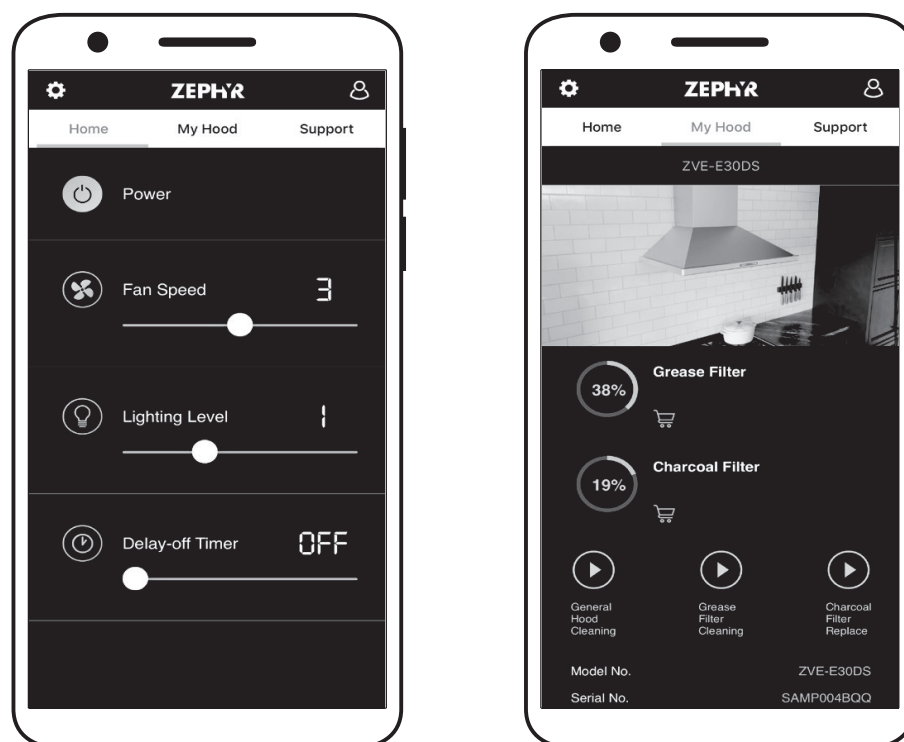 ZEPHYR
Home My Hood Support
Power
Fan Speed 3
Lighting Level 1
Delay-off Timer OFF
ZEPHYR
Home My Hood Support
ZVE-E30DS
38% Grease Filter
19% Charcoal Filter
General
Hood
Cleaning
Grease
Filter
Cleaning
Charcoal
Filter
Replace
Model No. ZVE-E30DS
Serial No. SAMP004BQQ